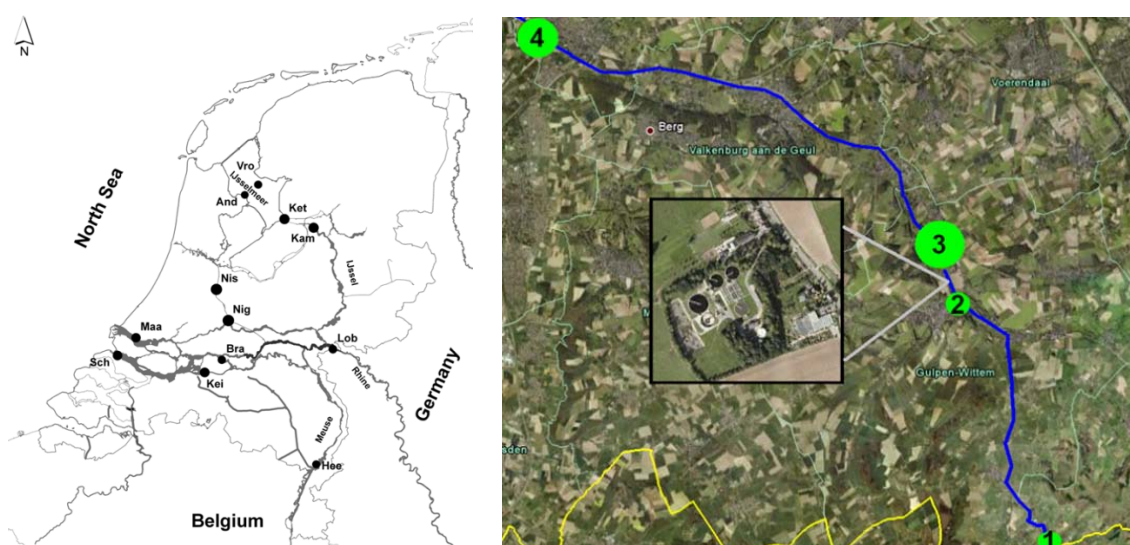 N
North Sea
Vro
IJsselmeer
And
Ket
Kam
IJssel
Nis
Nig
Maa
Bra
Lob
Sch
Kei
Rhine
Germany
Meuse
Hee
Belgium
4
Voerendaal
Berg
Valkenburg aan de Geul
3
2
M
Gulpen-Wittem
sden
1